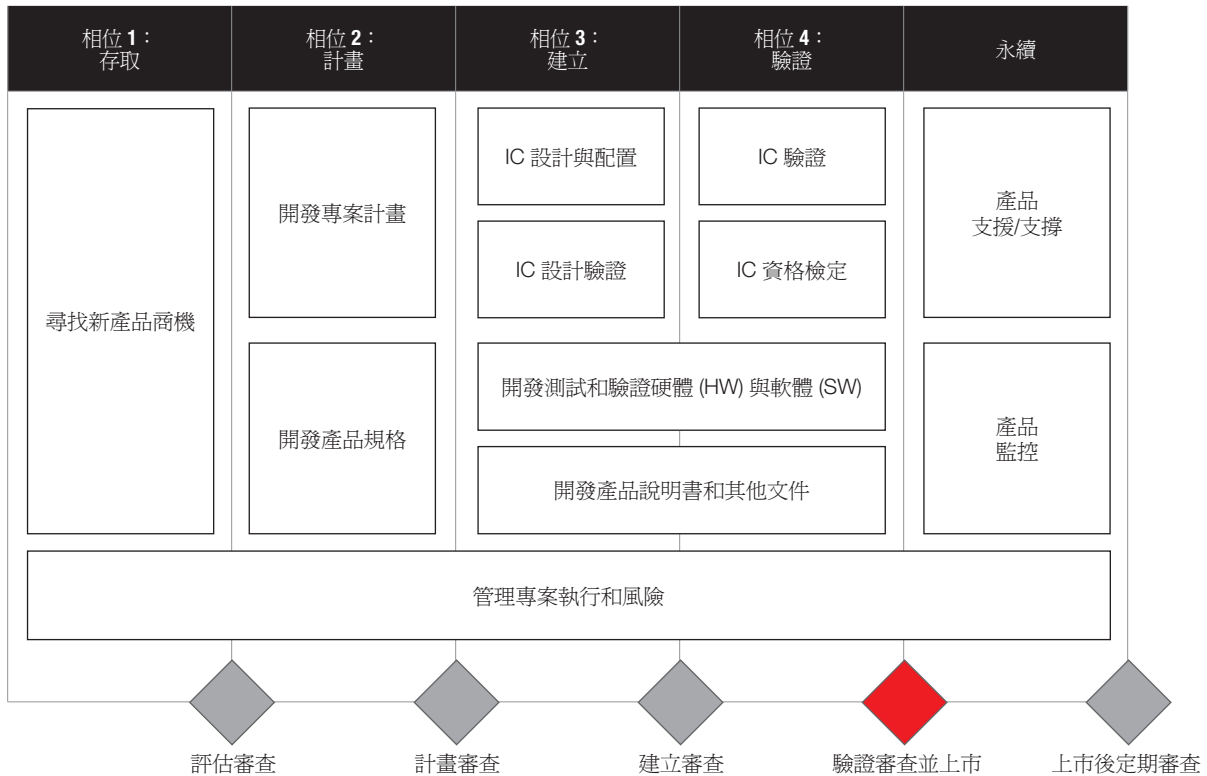 相位 1：
存取
相位 2：
計畫
相位 3：
建立
相位 4：
驗證
永續
尋找新產品商機
開發專案計畫
開發產品規格
IC 設計與配置
IC 驗證
IC 設計驗證
IC 資格檢定
開發測試和驗證硬體 (HW) 與軟體 (SW)
開發產品說明書和其他文件
產品
支援/支撐
產品
監控
管理專案執行和風險
評估審查
計畫審查
建立審查
驗證審查並上市
上市後定期審查